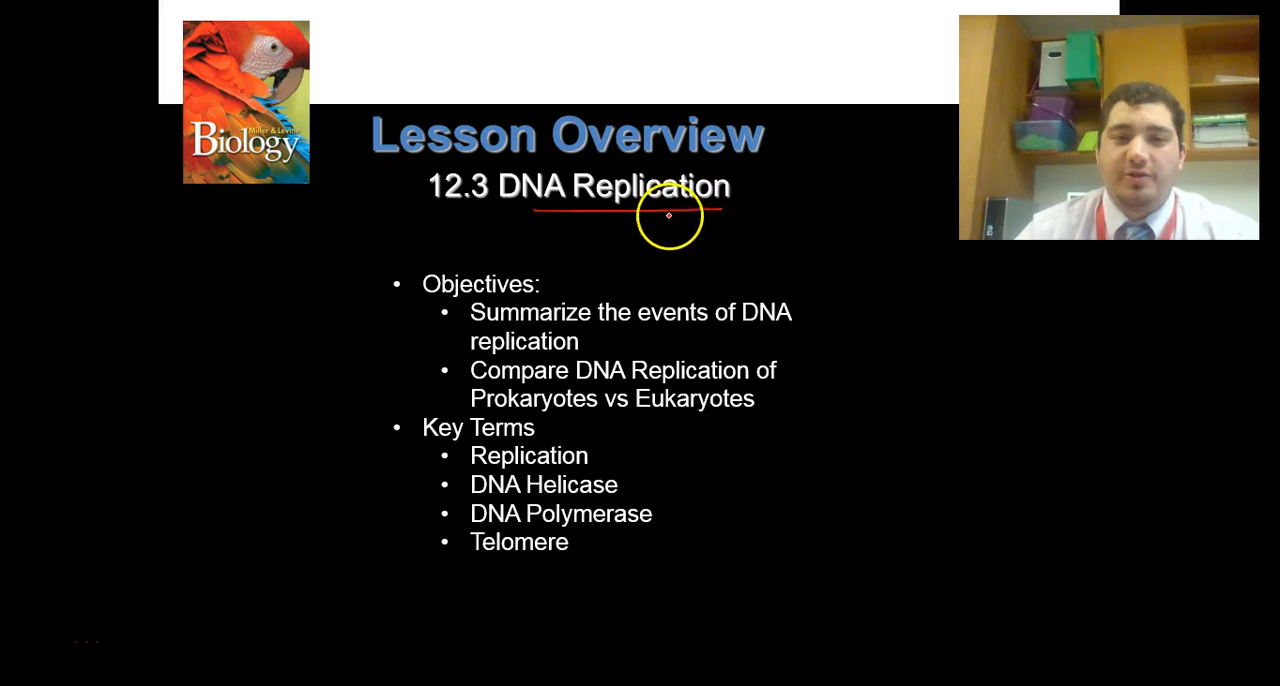 Miller & Levine
Biology
Lesson Overview
12.3 DNA Replication
• Objectives:
• Summarize the events of DNA
replication
• Compare DNA Replication of
Prokaryotes vs Eukaryotes
• Key Terms
• Replication
• DNA Helicase
• DNA Polymerase
• Telomere